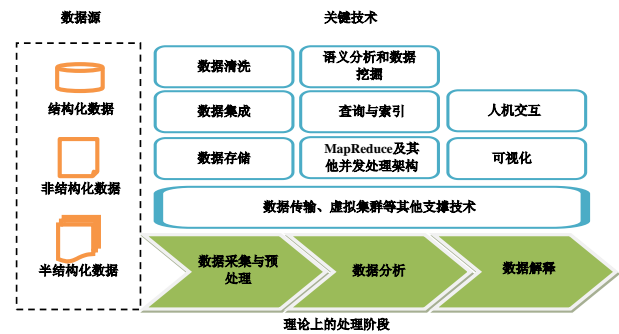 数据源
关键技术
结构化数据
非结构化数据
半结构化数据
数据清洗
语义分析和数据
挖掘
数据集成
查询与索引
人机交互
数据存储
MapReduce及其
他并发处理架构
可视化
数据传输、虚拟集群等其他支撑技术
数据采集与预
处理
数据分析
数据解释
理论上的处理阶段